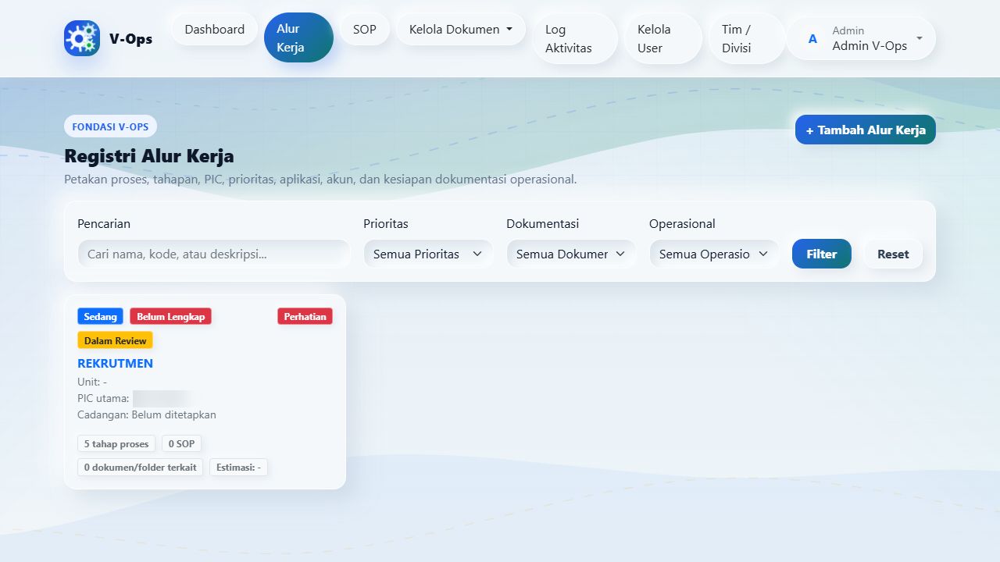 V-Ops
Dashboard
Alur
Kerja
SOP
Kelola Dokumen
Log
Aktivitas
Kelola
User
Tim /
Divisi
A
Admin
Admin V-Ops
FONDASI V-OPS
+ Tambah Alur Kerja
Registri Alur Kerja
Petakan proses, tahapan, PIC, prioritas, aplikasi, akun, dan kesiapan dokumentasi operasional.
Pencarian
Prioritas
Dokumentasi
Operasional
Cari nama, kode, atau deskripsi...
Semua Prioritas
Semua Dokumer
Semua Operasio
Filter
Reset
Sedang
Belum Lengkap
Perhatian
Dalam Review
REKRUTMEN
Unit: -
PIC utama:
Cadangan: Belum ditetapkan
5 tahap proses
0 SOP
0 dokumen/folder terkait
Estimasi: -